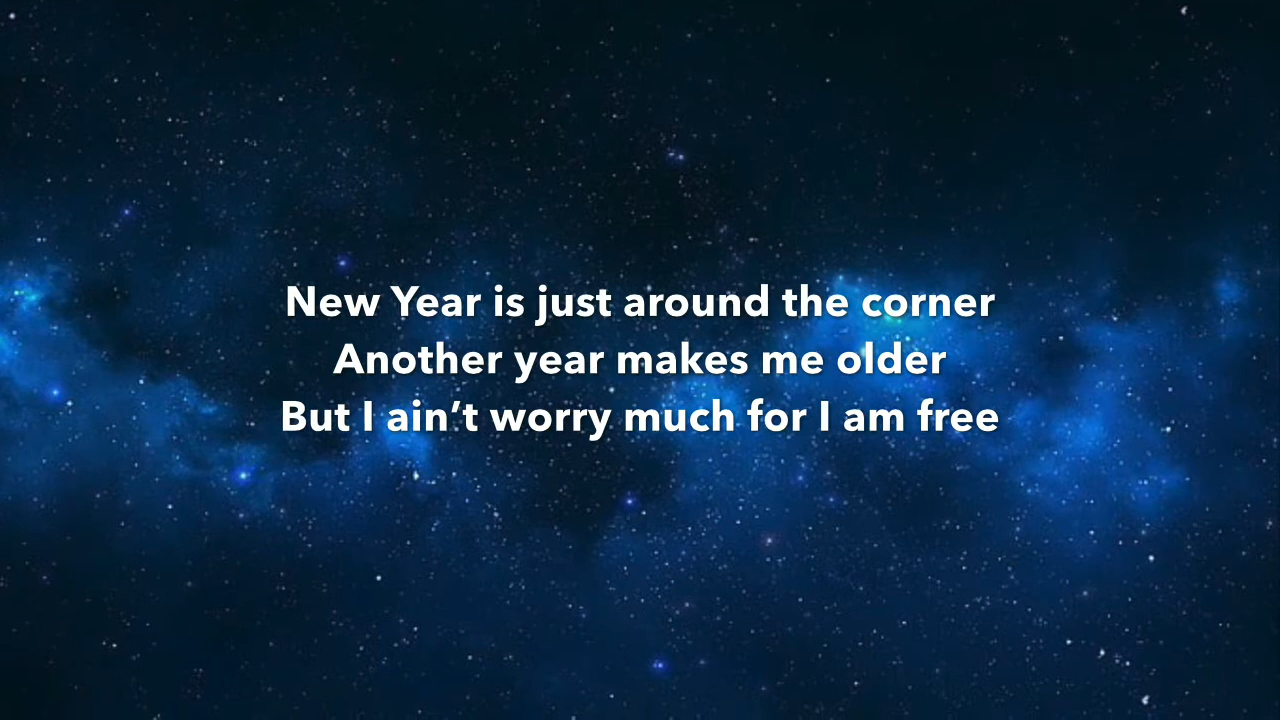 New Year is just around the corner
Another year makes me older
But I ain’t worry much for I am free